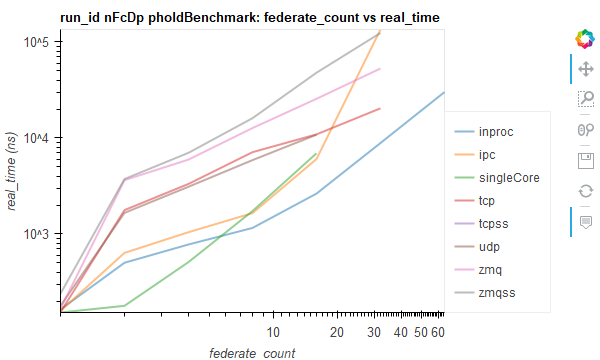 run_id nFcDp pholdBenchmark: federate_count vs real_time
real_time (ns)
10^5
10^4
10^3
10
20
30
40
50
60
federate_count
inproc
ipc
singleCore
tcp
tcpss
udp
zmq
zmqss